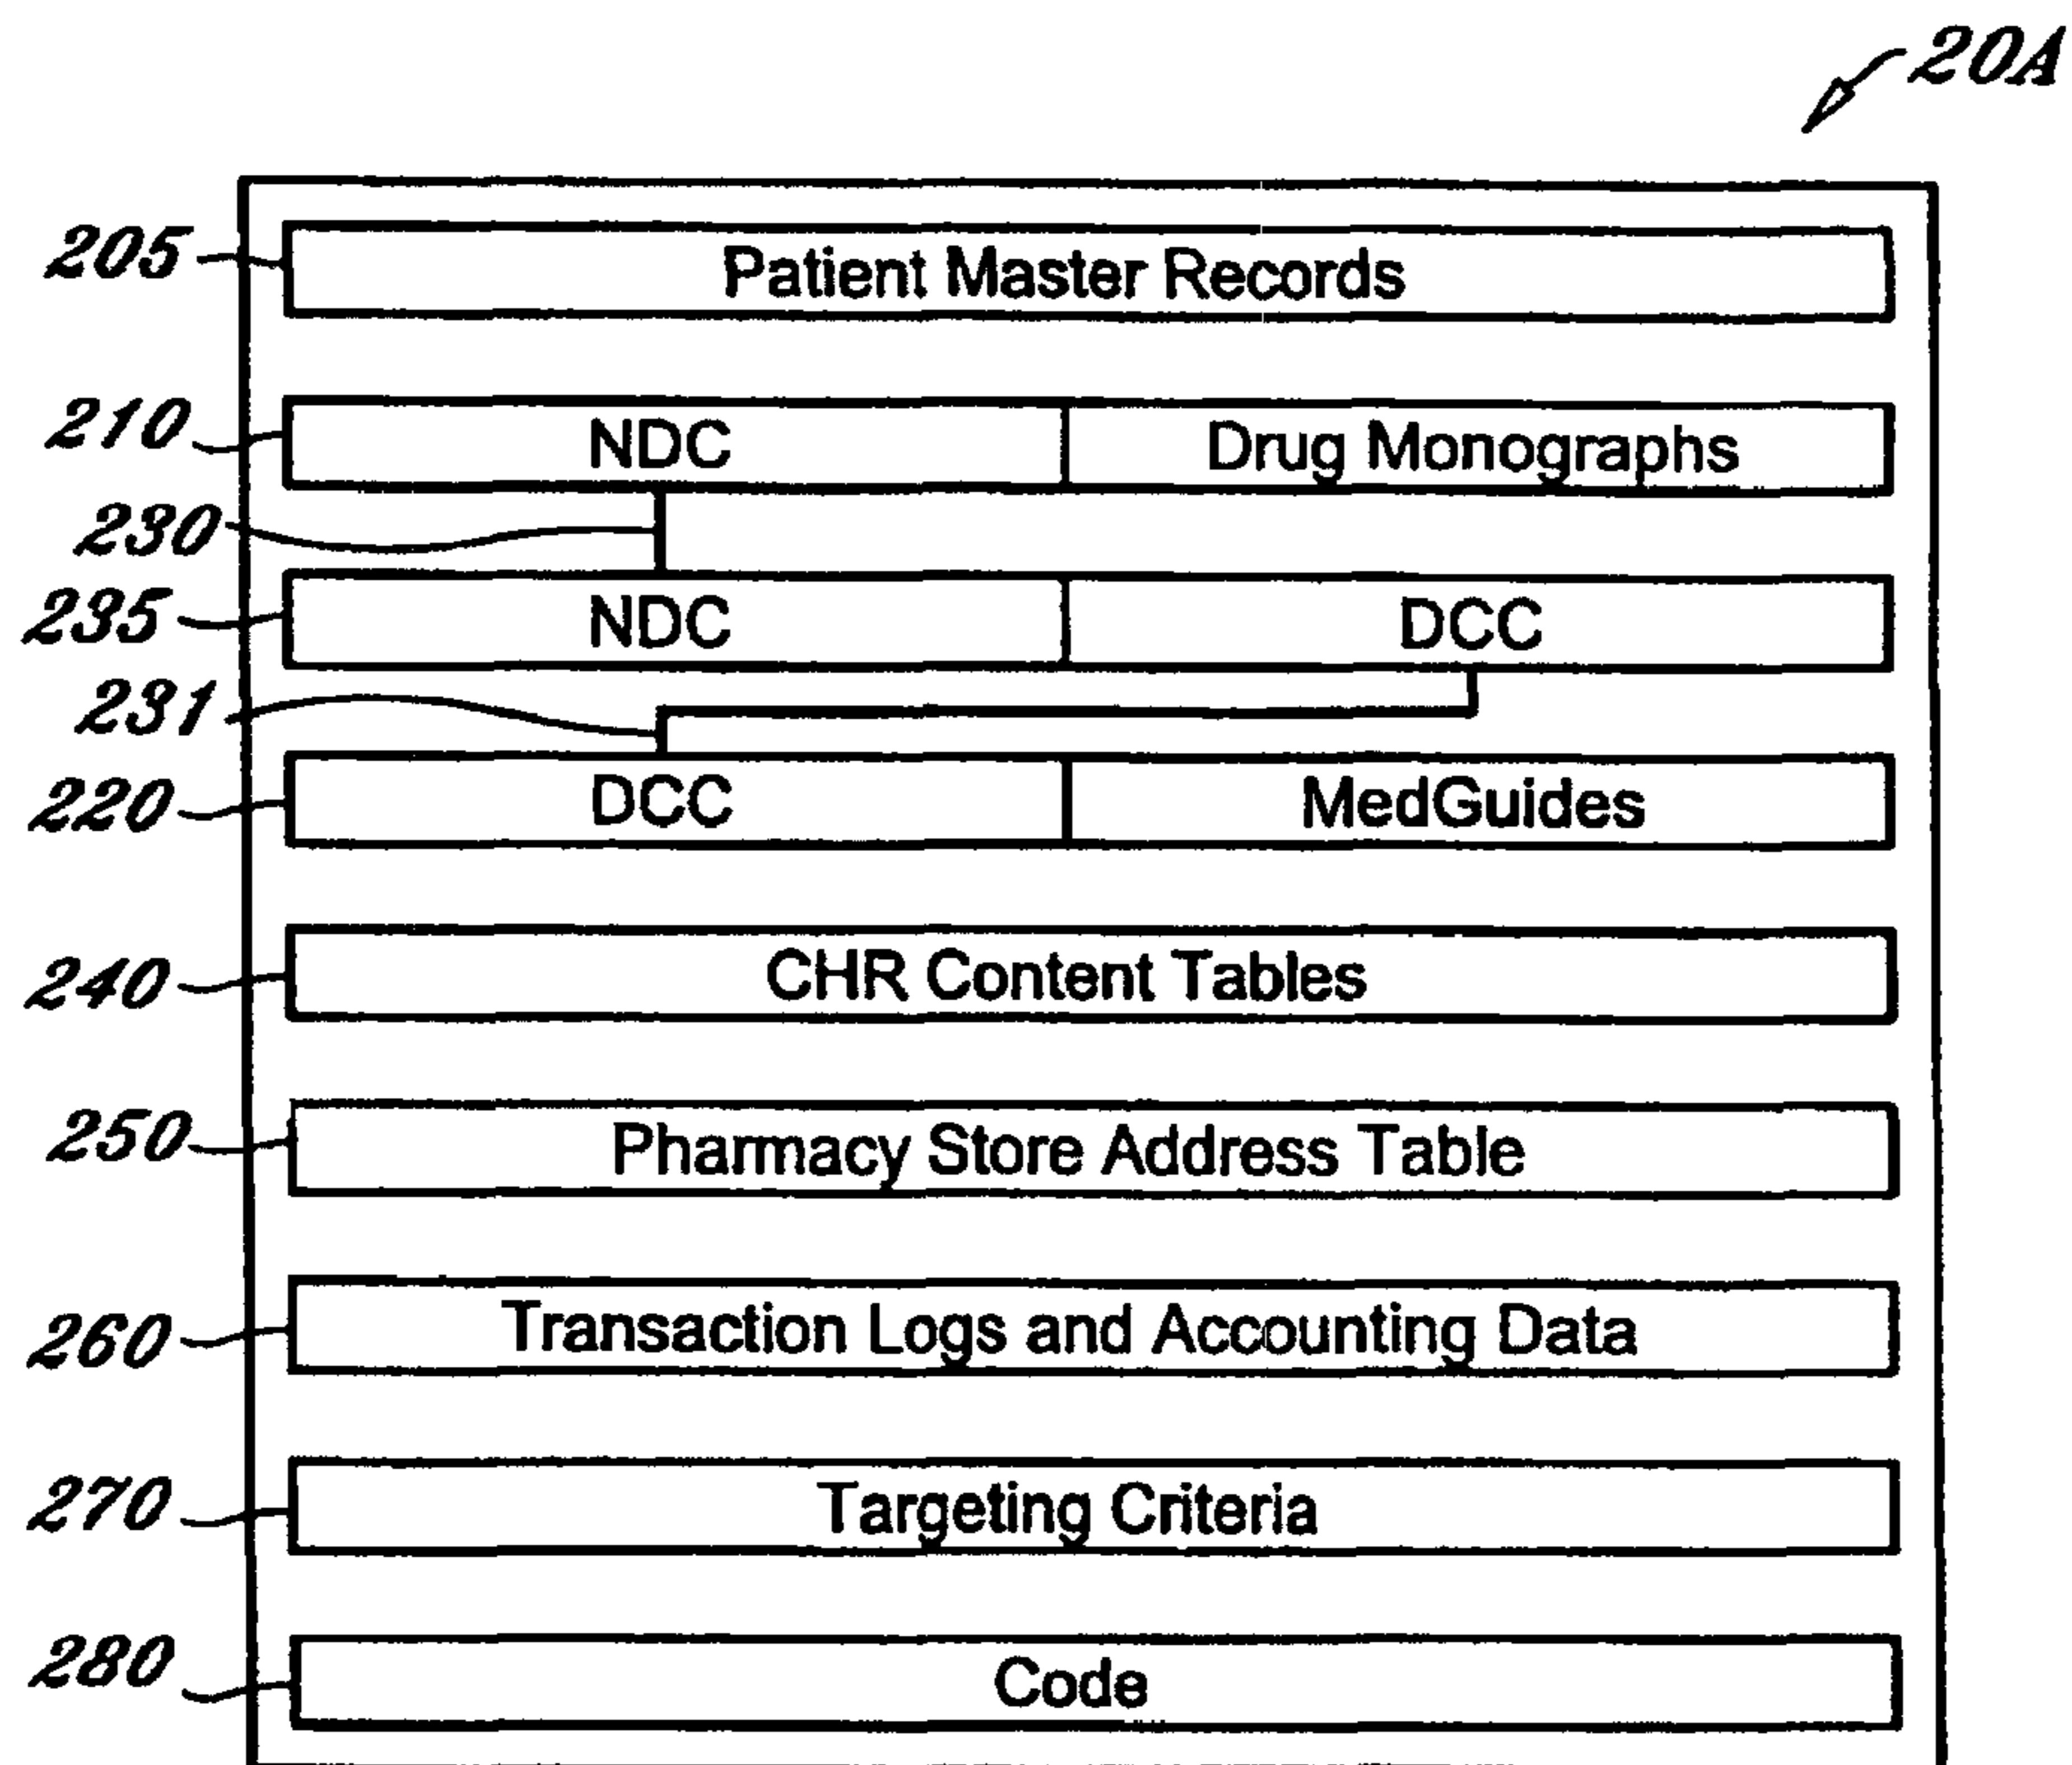 20A
205 Patient Master Records
210 NDC Drug Monographs
230
235 NDC DCC
231
220 DCC MedGuides
240 CHR Content Tables
250 Pharmacy Store Address Table
260 Transaction Logs and Accounting Data
270 Targeting Criteria
280 Code